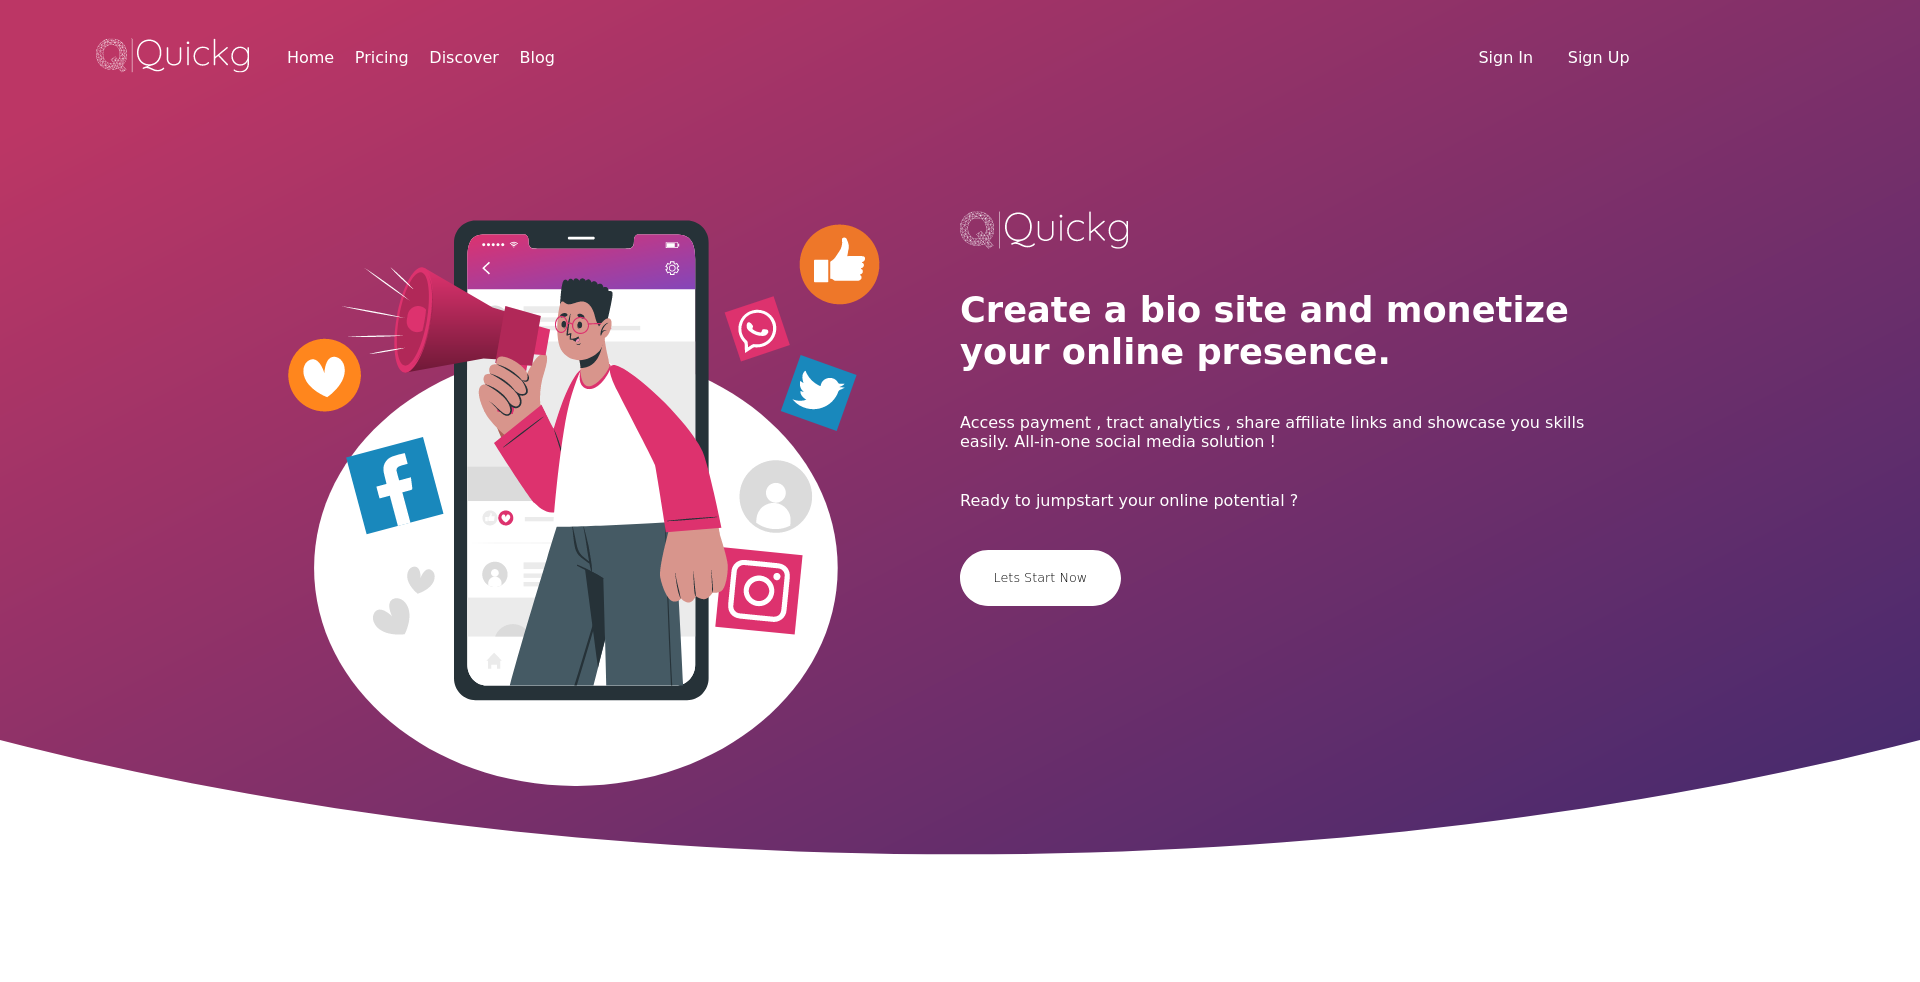 Quickg Home Pricing Discover Blog Sign In Sign Up
Quickg
Create a bio site and monetize
your online presence.
Access payment , tract analytics , share affiliate links and showcase you skills
easily. All-in-one social media solution !
Ready to jumpstart your online potential ?
Lets Start Now